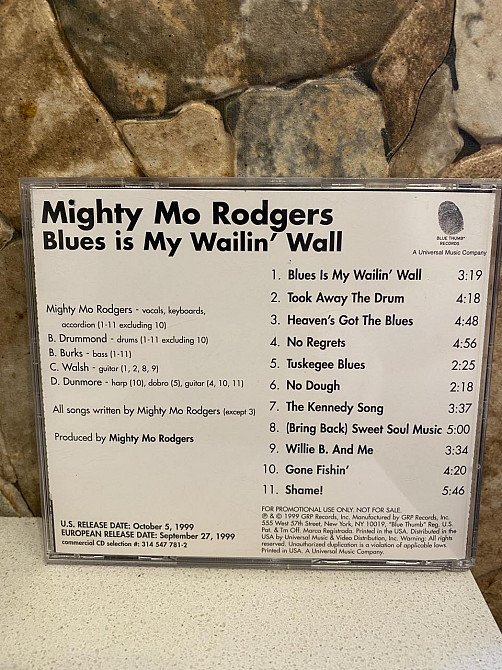 Mighty Mo Rodgers
Blues is My Wailin' Wall
BLUE THUMB®
RECORDS
A Universal Music Company
1. Blues Is My Wailin' Wall 3:19
2. Took Away The Drum 4:18
3. Heaven's Got The Blues 4:48
4. No Regrets 4:56
5. Tuskegee Blues 2:25
6. No Dough 2:18
7. The Kennedy Song 3:37
8. (Bring Back) Sweet Soul Music 5:00
9. Willie B. And Me 3:34
10. Gone Fishin' 4:20
11. Shame! 5:46
Mighty Mo Rodgers - vocals, keyboards,
accordion (1-11 excluding 10)
B. Drummond - drums (1-11 excluding 10)
B. Burks - bass (1-11)
C. Walsh - guitar (1, 2, 8, 9)
D. Dunmore - harp (10), dobro (5), guitar (4, 10, 11)
All songs written by Mighty Mo Rodgers (except 3)
Produced by Mighty Mo Rodgers
U.S. RELEASE DATE: October 5, 1999
EUROPEAN RELEASE DATE: September 27, 1999
commercial CD selection #: 314 547 781-2
FOR PROMOTIONAL USE ONLY. NOT FOR SALE.
℗ & © 1999 GRP Records, Inc. Manufactured by GRP Records, Inc.
555 West 57th Street, New York, NY 10019. "Blue Thumb" Reg. U.S.
Pat. & Tm Off. Marca Registrada. Printed in the USA. Distributed in the
USA by Universal Music & Video Distribution, Inc. Warning: All rights
reserved. Unauthorized duplication is a violation of applicable laws.
Printed in USA. A Universal Music Company.